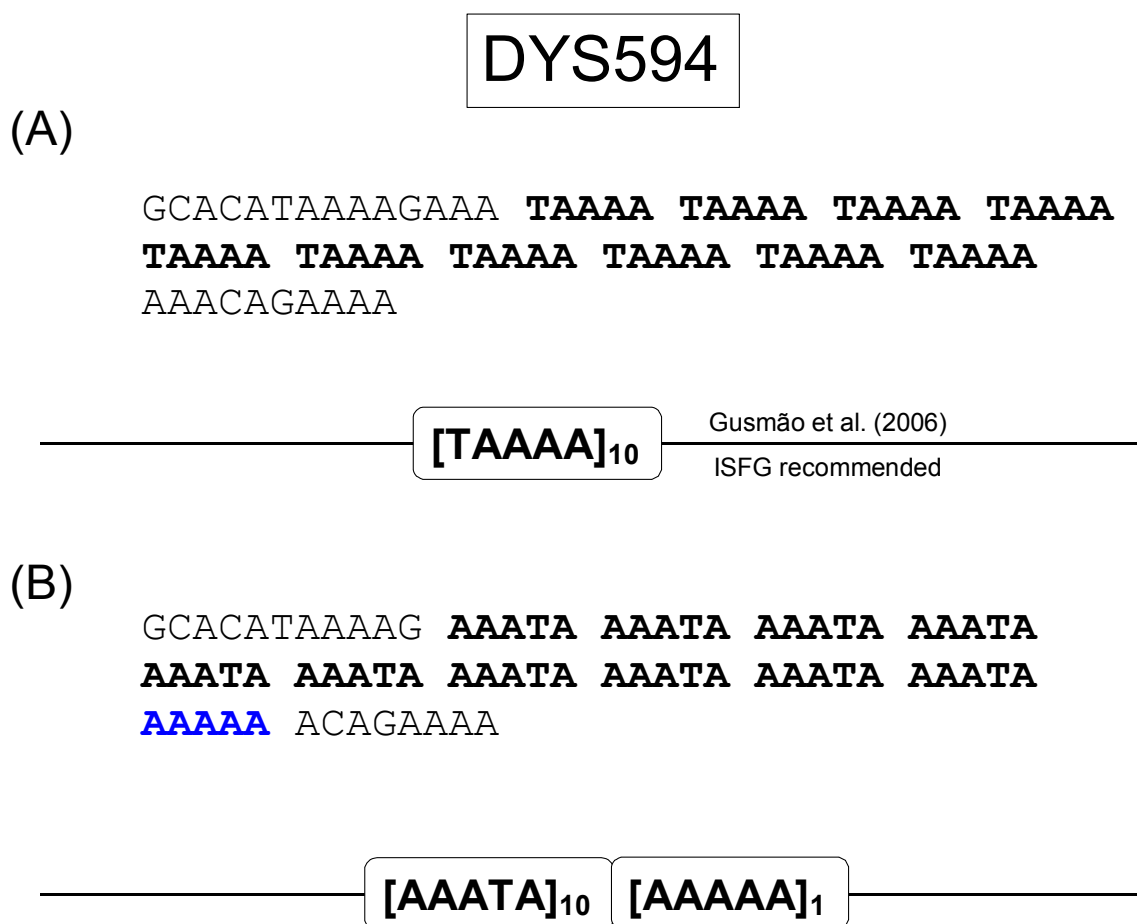 DYS594
(A)
GCACATAAAAGAAA TAAAA TAAAA TAAAA TAAAA
TAAAA TAAAA TAAAA TAAAA TAAAA TAAAA
AAACAGAAAA
[TAAAA]10
Gusmão et al. (2006)
ISFG recommended
(B)
GCACATAAAAG AAATA AAATA AAATA AAATA
AAATA AAATA AAATA AAATA AAATA AAATA
AAAAA ACAGAAAA
[AAATA]10 [AAAAA]1